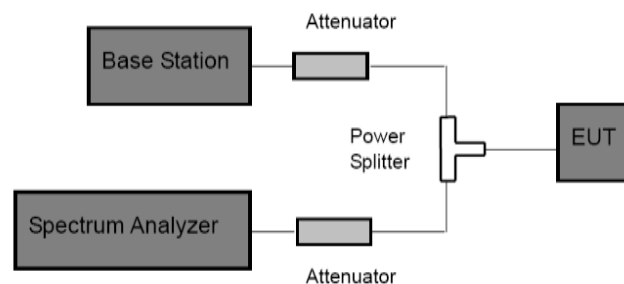 Attenuator
Base Station
Power
Splitter
EUT
Spectrum Analyzer
Attenuator